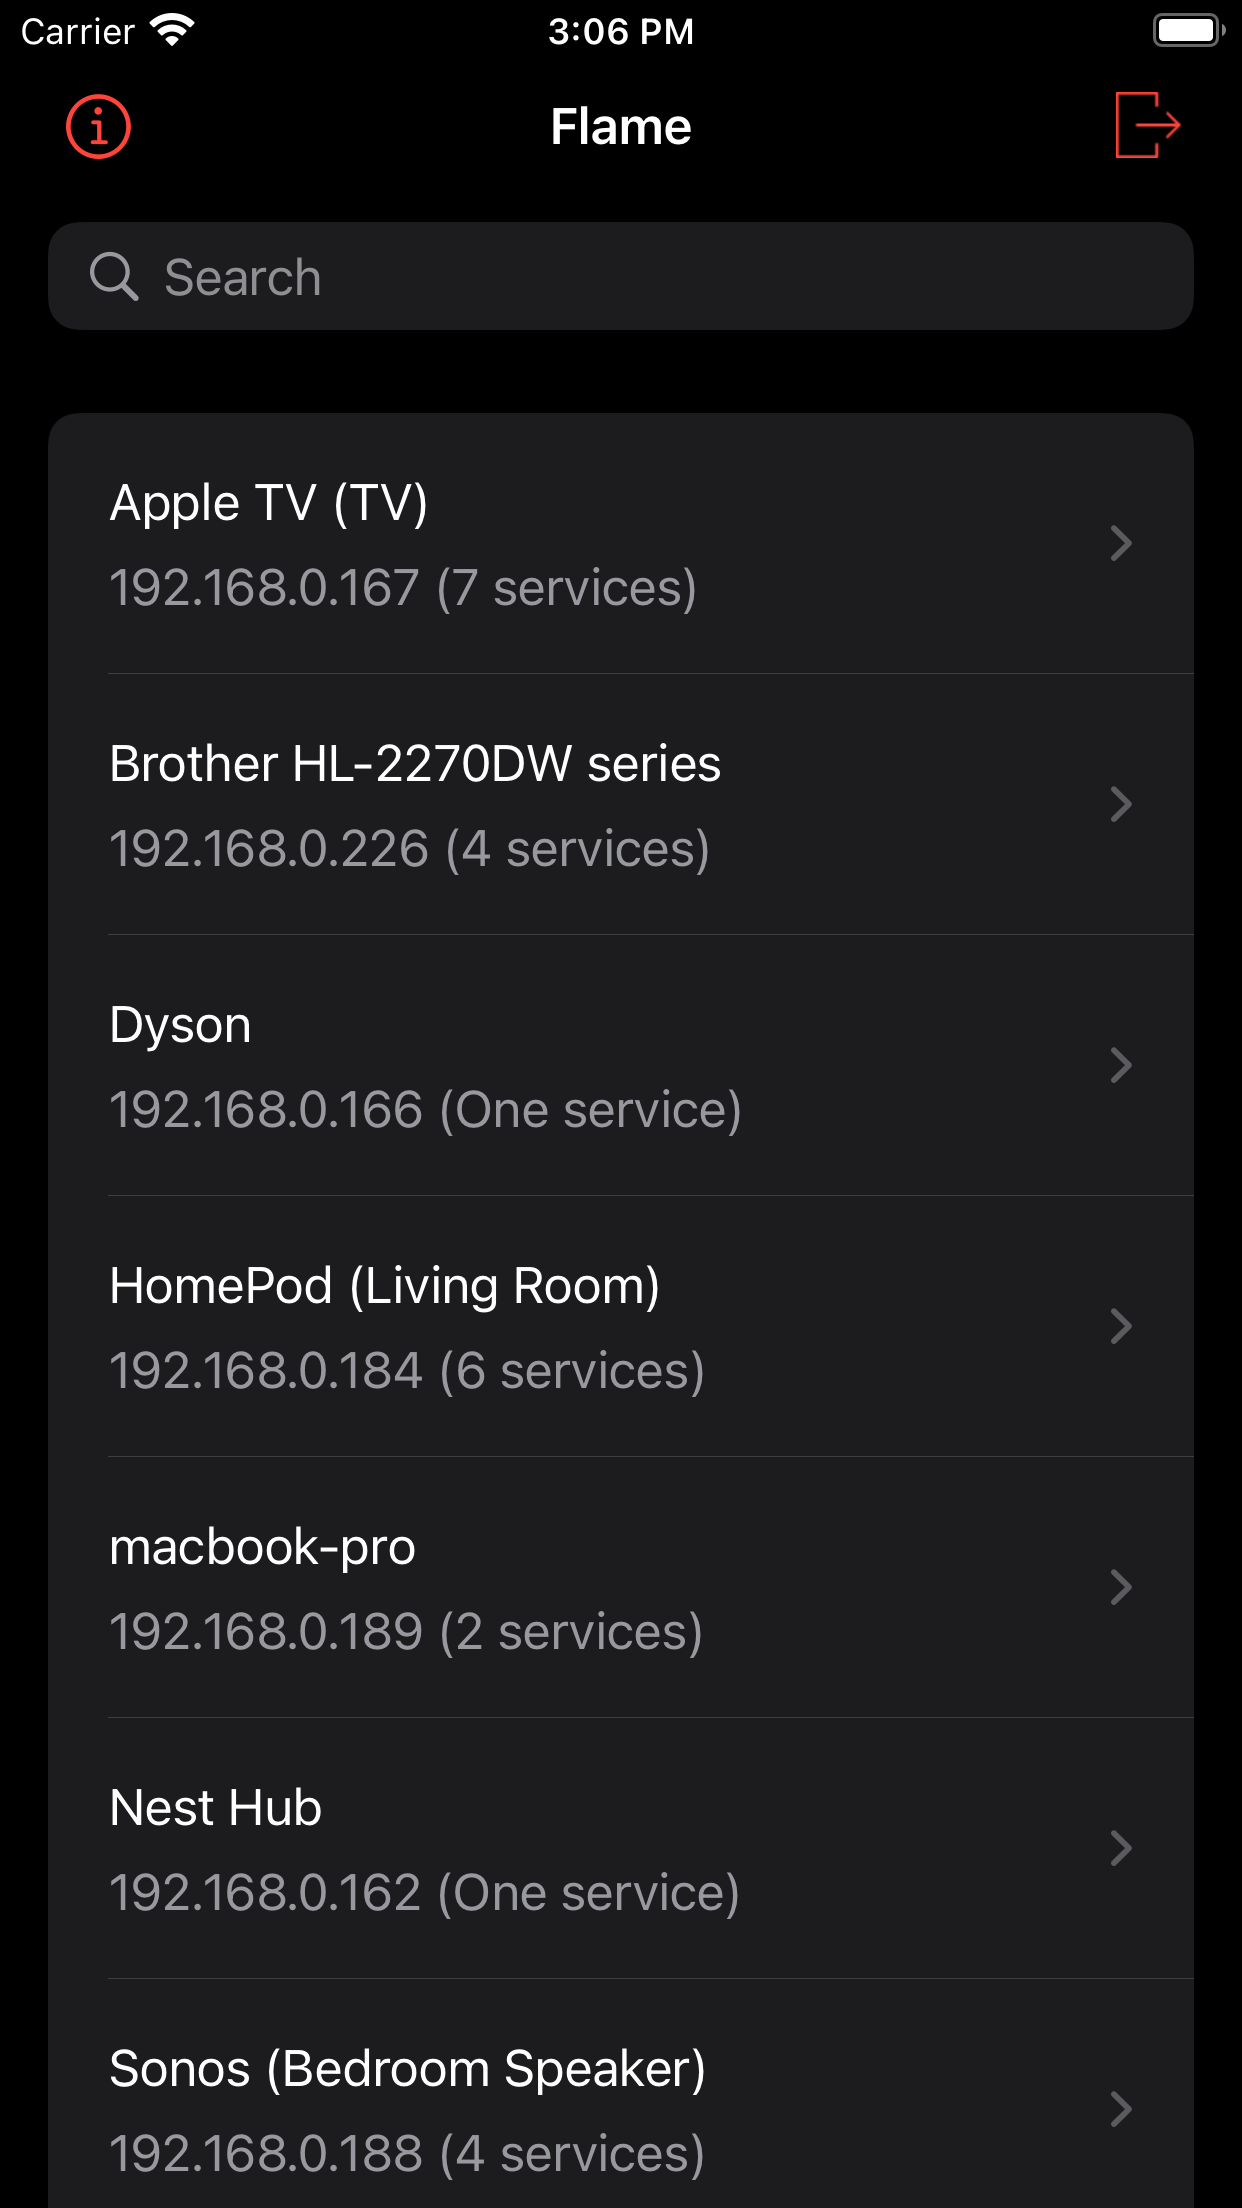 Carrier 3:06 PM
Flame
Search
Apple TV (TV)
192.168.0.167 (7 services)
Brother HL-2270DW series
192.168.0.226 (4 services)
Dyson
192.168.0.166 (One service)
HomePod (Living Room)
192.168.0.184 (6 services)
macbook-pro
192.168.0.189 (2 services)
Nest Hub
192.168.0.162 (One service)
Sonos (Bedroom Speaker)
192.168.0.188 (4 services)